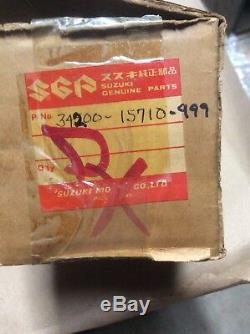 SGP スズキ純正部品
SUZUKI
GENUINE PARTS
P/No. 34200-15710-999
Q'TY
SUZUKI MO CO.,LTD